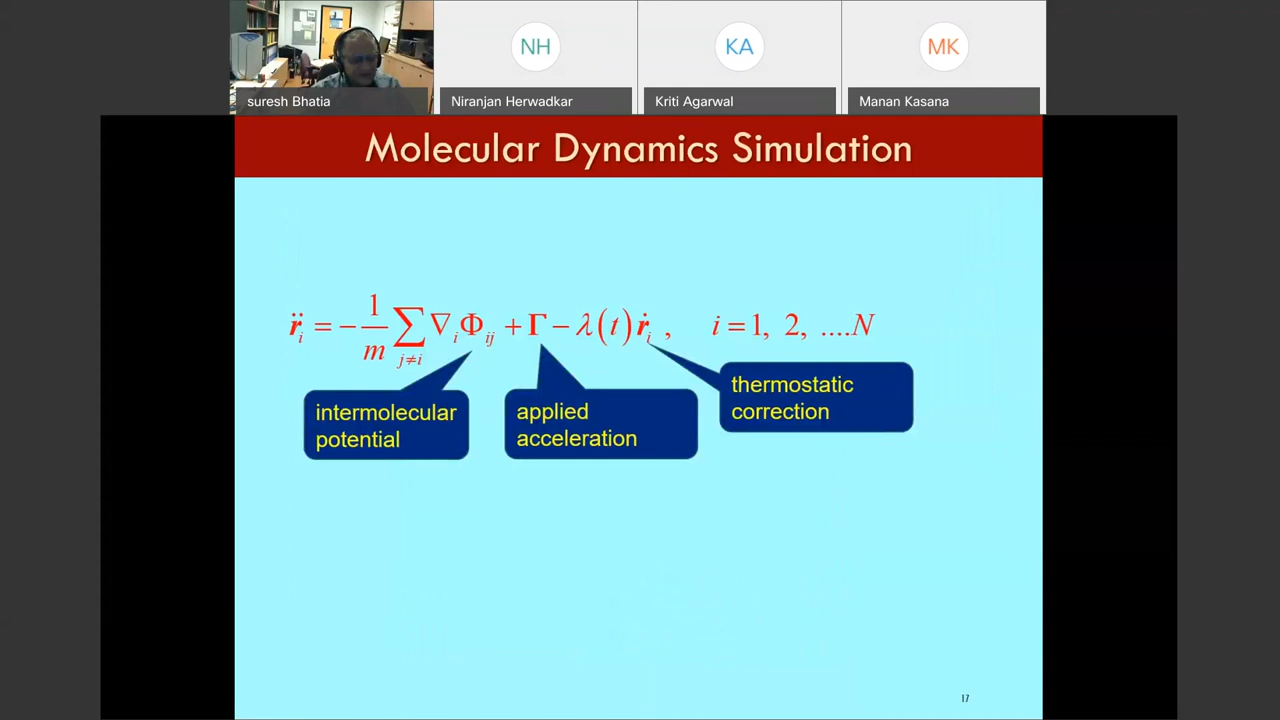 NH
KA
MK
suresh Bhatia
Niranjan Herwadkar
Kriti Agarwal
Manan Kasana
Molecular Dynamics Simulation
r̈ᵢ = − 1/m ∑_{j≠i} ∇ᵢΦᵢⱼ + Γ − λ(t)ṙᵢ , i = 1, 2, ....N
intermolecular
potential
applied
acceleration
thermostatic
correction
17